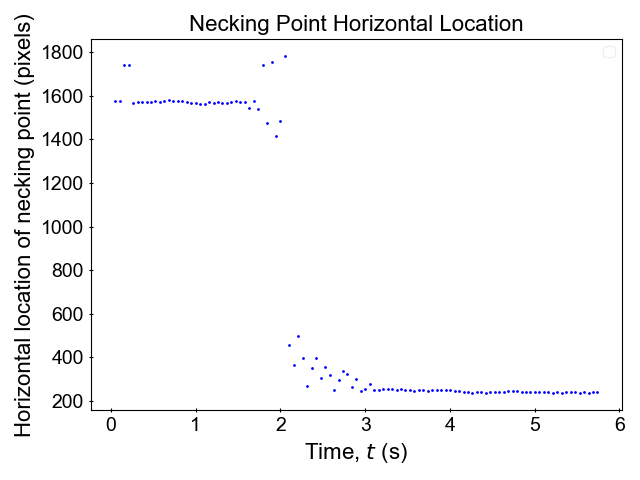 Necking Point Horizontal Location
Horizontal location of necking point (pixels)
1800
1600
1400
1200
1000
800
600
400
200
0 1 2 3 4 5 6
Time, t (s)